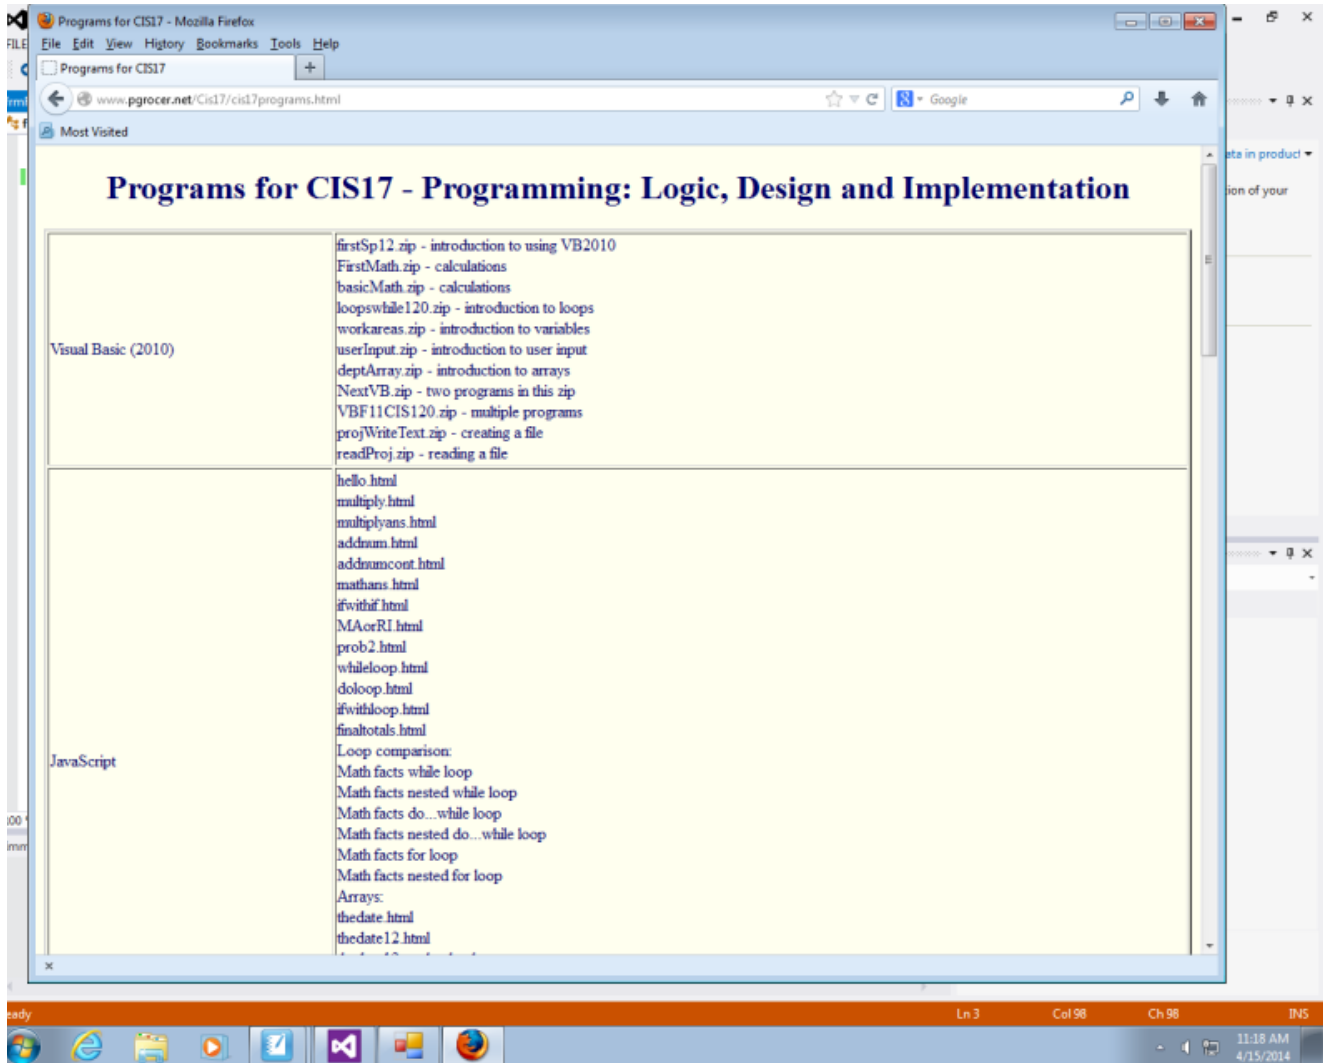 Programs for CIS17 - Mozilla Firefox
FILE
File Edit View History Bookmarks Tools Help
Programs for CIS17
www.pgrocer.net/Cis17/cis17programs.html
Google
Most Visited
ata in product
ion of your
Programs for CIS17 - Programming: Logic, Design and Implementation
firstSp12.zip - introduction to using VB2010
FirstMath.zip - calculations
basicMath.zip - calculations
loopswhile120.zip - introduction to loops
workareas.zip - introduction to variables
Visual Basic (2010)
userInput.zip - introduction to user input
deptArray.zip - introduction to arrays
NextVB.zip - two programs in this zip
VBF11CIS120.zip - multiple programs
projWriteText.zip - creating a file
readProj.zip - reading a file
hello.html
multiply.html
multiplyans.html
addnum.html
addnumcont.html
mathans.html
ifwithif.html
MAorRI.html
prob2.html
whileloop.html
doloop.html
ifwithloop.html
finaltotals.html
Loop comparison:
JavaScript
Math facts while loop
Math facts nested while loop
Math facts do...while loop
Math facts nested do...while loop
Math facts for loop
Math facts nested for loop
Arrays:
thedate.html
thedate12.html
eady
Ln 3 Col 98 Ch 98 INS
11:18 AM
4/15/2014